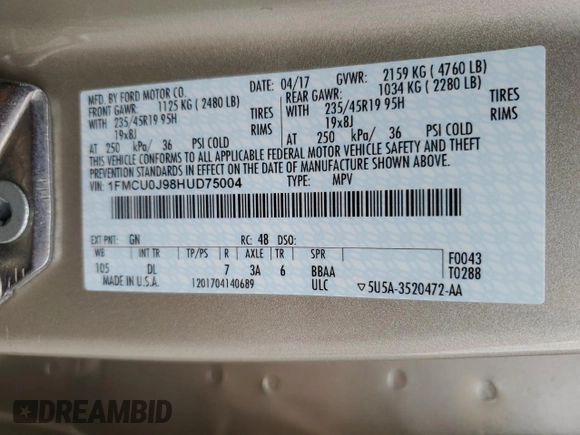 MFD. BY FORD MOTOR CO.
DATE: 04/17 GVWR: 2159 KG ( 4760 LB)
FRONT GAWR: 1125 KG ( 2480 LB) REAR GAWR: 1034 KG ( 2280 LB)
WITH 235/45R19 95H TIRES WITH 235/45R19 95H TIRES
19x8J RIMS 19x8J RIMS
AT 250 kPa/ 36 PSI COLD AT 250 kPa/ 36 PSI COLD
THIS VEHICLE CONFORMS TO ALL APPLICABLE FEDERAL MOTOR VEHICLE SAFETY AND THEFT
PREVENTION STANDARDS IN EFFECT ON THE DATE OF MANUFACTURE SHOWN ABOVE.
VIN: 1FMCU0J98HUD75004 TYPE: MPV
EXT PNT: GN RC: 48 DSO:
WB INT TR TP/PS R AXLE TR SPR F0043
105 DL 7 3A 6 BBAA T0288
MADE IN U.S.A. 1201704140689 ULC ▽5U5A-3520472-AA
DREAMBID